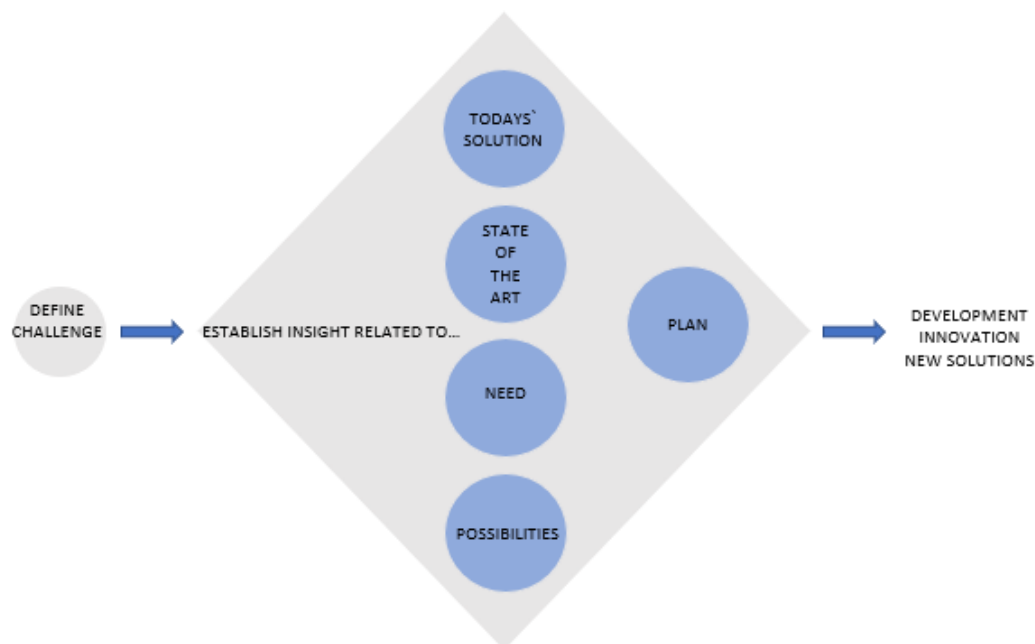 DEFINE
CHALLENGE
ESTABLISH INSIGHT RELATED TO...
TODAYS`
SOLUTION
STATE
OF
THE
ART
NEED
POSSIBILITIES
PLAN
DEVELOPMENT
INNOVATION
NEW SOLUTIONS